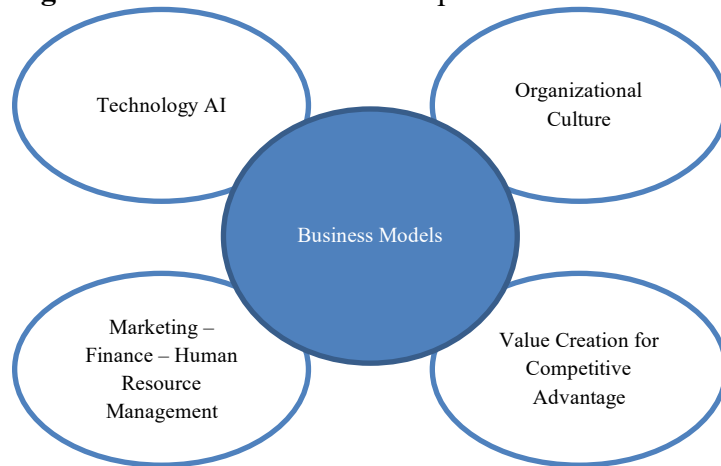 Technology AI
Organizational
Culture
Business Models
Marketing –
Finance – Human
Resource
Management
Value Creation for
Competitive
Advantage